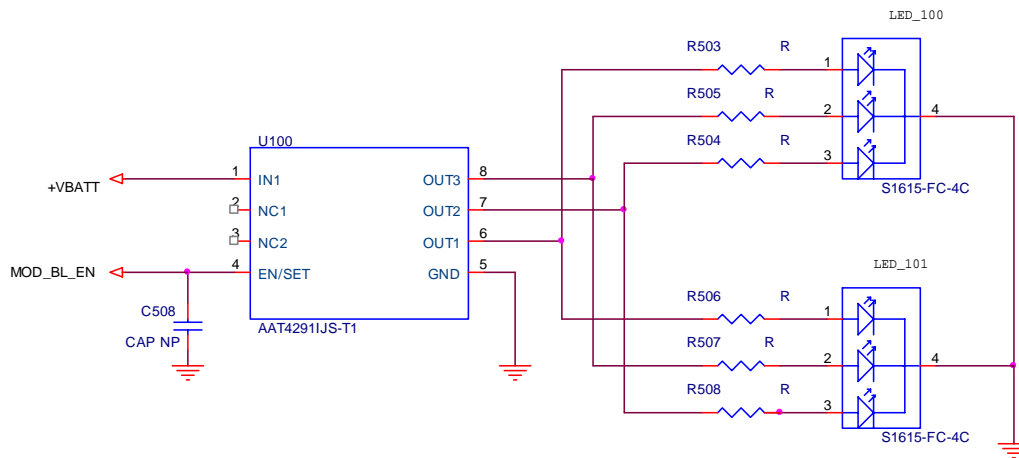 LED_100
R503 R
1
R505 R
2 4
R504
3
S1615-FC-4C
U100
+VBATT 1 IN1 OUT3 8
2 NC1 OUT2 7
3 NC2 OUT1 6
MOD_BL_EN 4 EN/SET GND 5
C508
CAP NP
AAT4291IJS-T1
LED_101
R506 R
1
R507 R
2 4
R508 R
3
S1615-FC-4C